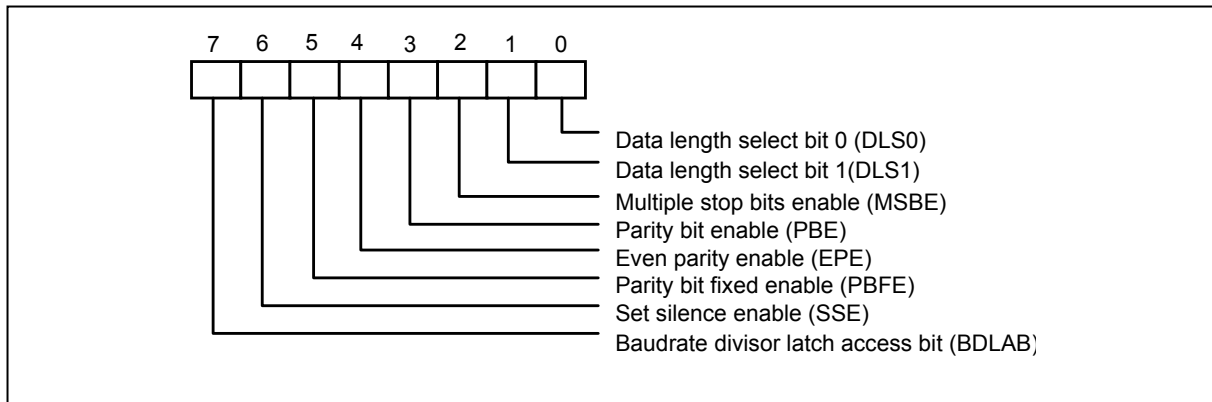 7 6 5 4 3 2 1 0
Data length select bit 0 (DLS0)
Data length select bit 1(DLS1)
Multiple stop bits enable (MSBE)
Parity bit enable (PBE)
Even parity enable (EPE)
Parity bit fixed enable (PBFE)
Set silence enable (SSE)
Baudrate divisor latch access bit (BDLAB)